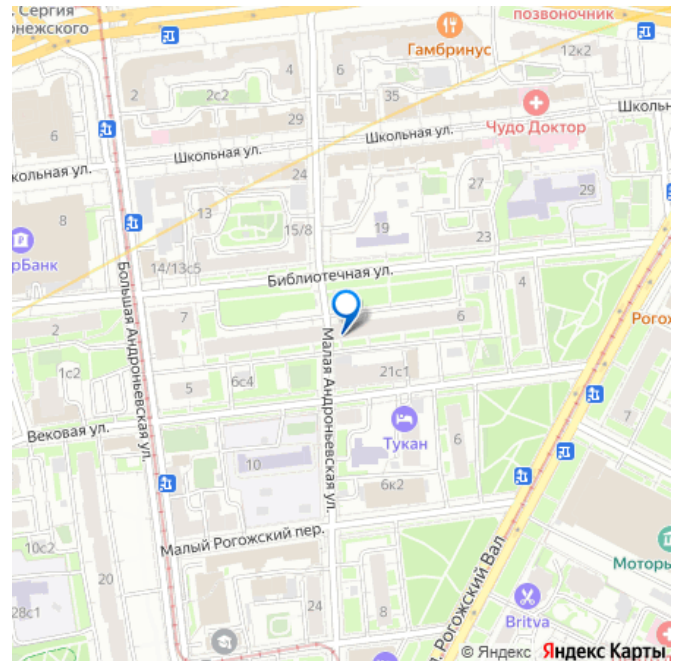 . Сергия
онежского
позвоночник
Гамбринус
12к2
4
6
2
2с2
35
29
Школьн
Чудо Доктор
6
Школьная ул.
Школьная ул.
кольная ул.
24
27
29
13
8
15/8
19
23
рБанк
14/13с5
Библиотечная ул.
4
2
7
6
Рогож
Большая Андроньевская ул.
Малая Андроньевская ул.
1с2
5
6с4
21с1
7
Вековая ул.
Тукан
6
10
6к2
Малый Рогожский пер.
10с2
20
Моторы
л. Рогожский Вал
28с1
24
8
Britva
© Яндекс Яндекс Карты